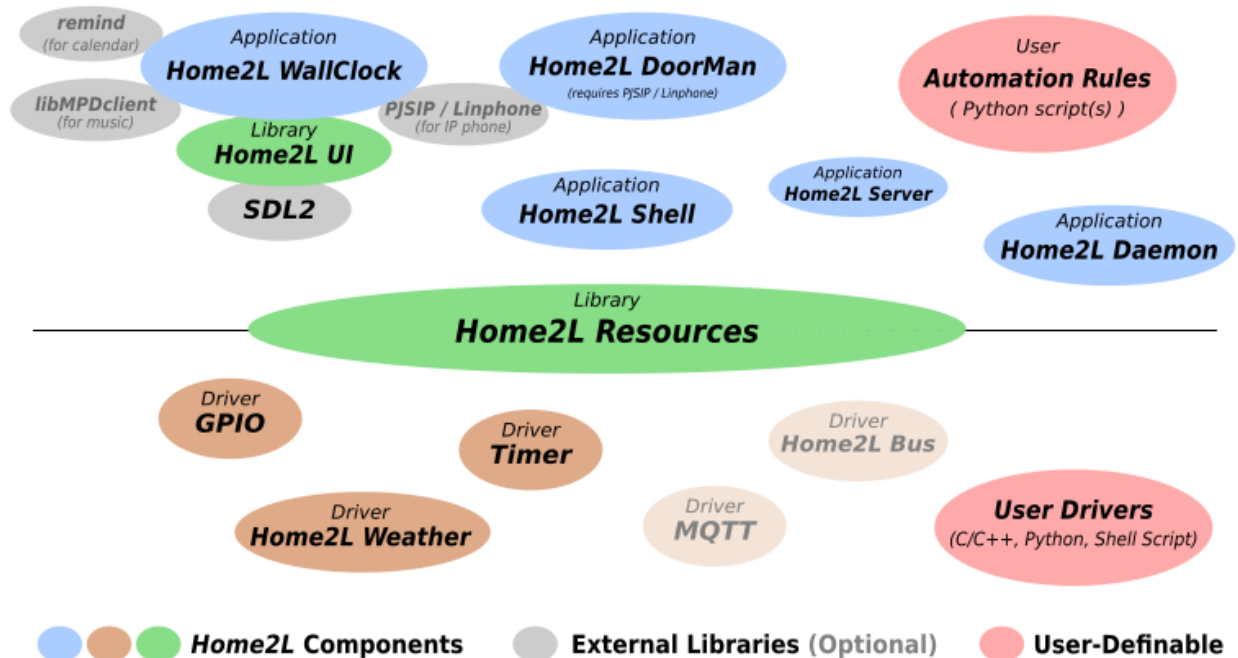 remind
(for calendar)
Application
Home2L WallClock
libMPDclient
(for music)
PJSIP / Linphone
(for IP phone)
Library
Home2L UI
SDL2
Application
Home2L DoorMan
(requires PJSIP / Linphone)
User
Automation Rules
( Python script(s) )
Application
Home2L Shell
Application
Home2L Server
Application
Home2L Daemon
Library
Home2L Resources
Driver
GPIO
Driver
Timer
Driver
Home2L Bus
Driver
Home2L Weather
Driver
MQTT
User Drivers
(C/C++, Python, Shell Script)
Home2L Components
External Libraries (Optional)
User-Definable